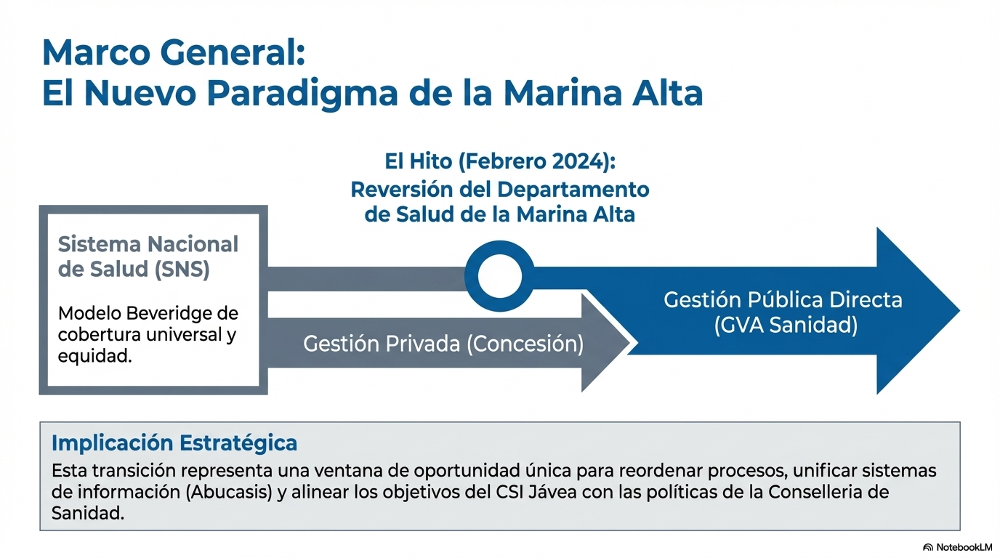 Marco General:
El Nuevo Paradigma de la Marina Alta
El Hito (Febrero 2024):
Reversión del Departamento
de Salud de la Marina Alta
Sistema Nacional
de Salud (SNS)
Modelo Beveridge de
cobertura universal y
equidad.
Gestión Privada (Concesión)
Gestión Pública Directa
(GVA Sanidad)
Implicación Estratégica
Esta transición representa una ventana de oportunidad única para reordenar procesos, unificar sistemas
de información (Abucasis) y alinear los objetivos del CSI Jávea con las políticas de la Conselleria de
Sanidad.
NotebookLM